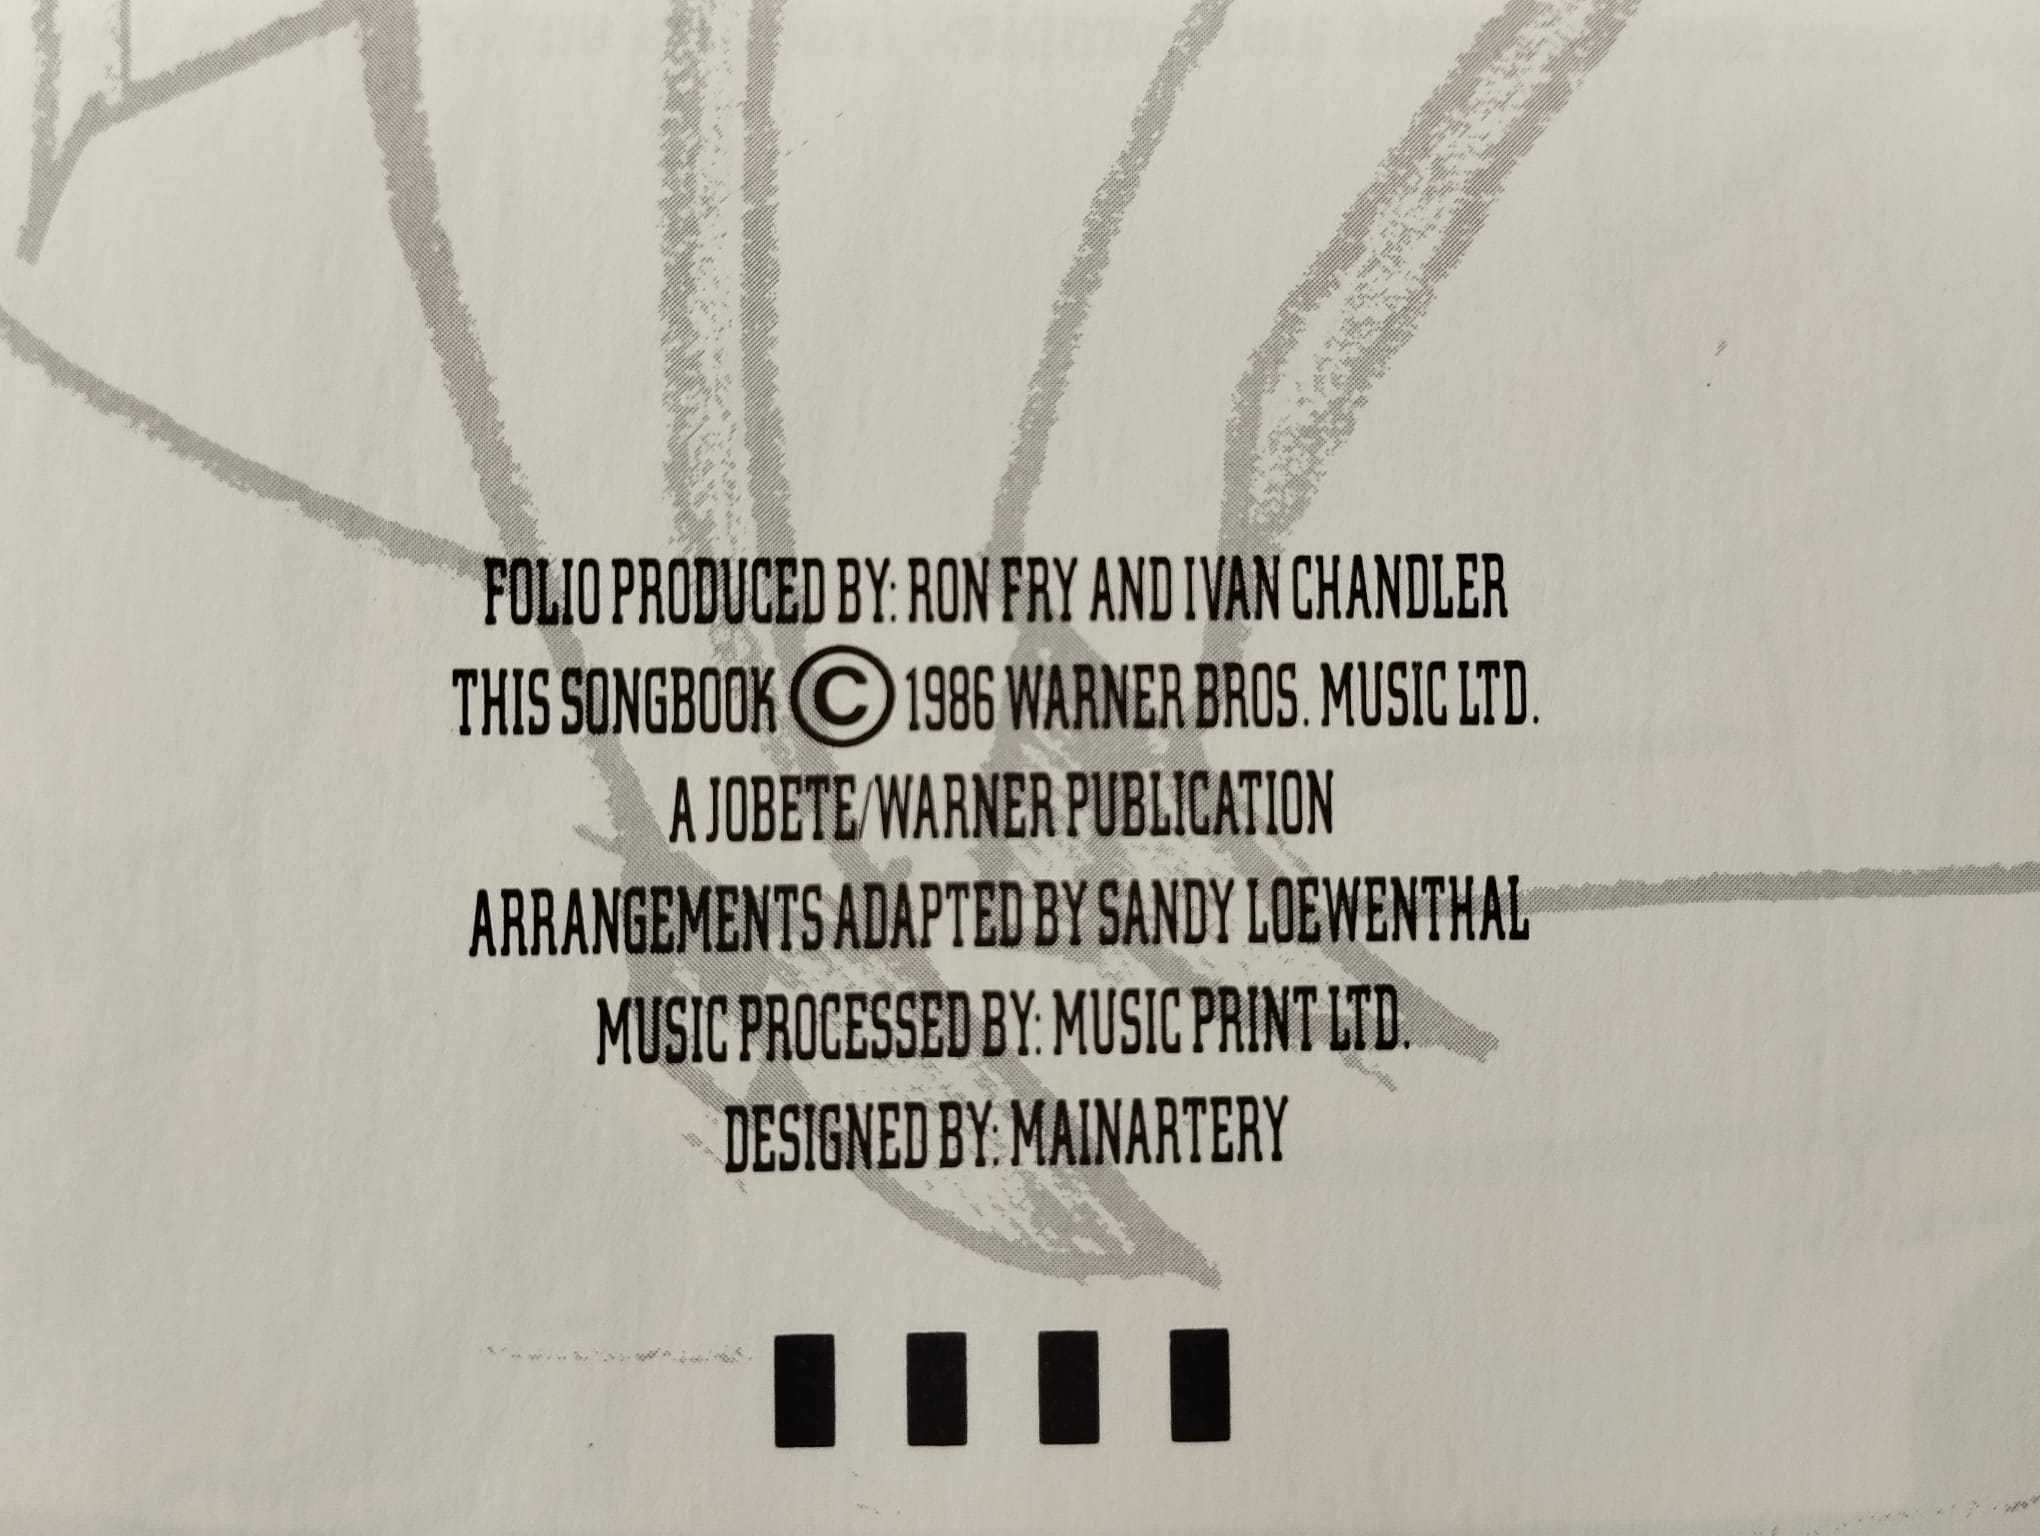 FOLIO PRODUCED BY: RON FRY AND IVAN CHANDLER
THIS SONGBOOK © 1986 WARNER BROS. MUSIC LTD.
A JOBETE/WARNER PUBLICATION
ARRANGEMENTS ADAPTED BY SANDY LOEWENTHAL
MUSIC PROCESSED BY: MUSIC PRINT LTD.
DESIGNED BY: MAINARTERY